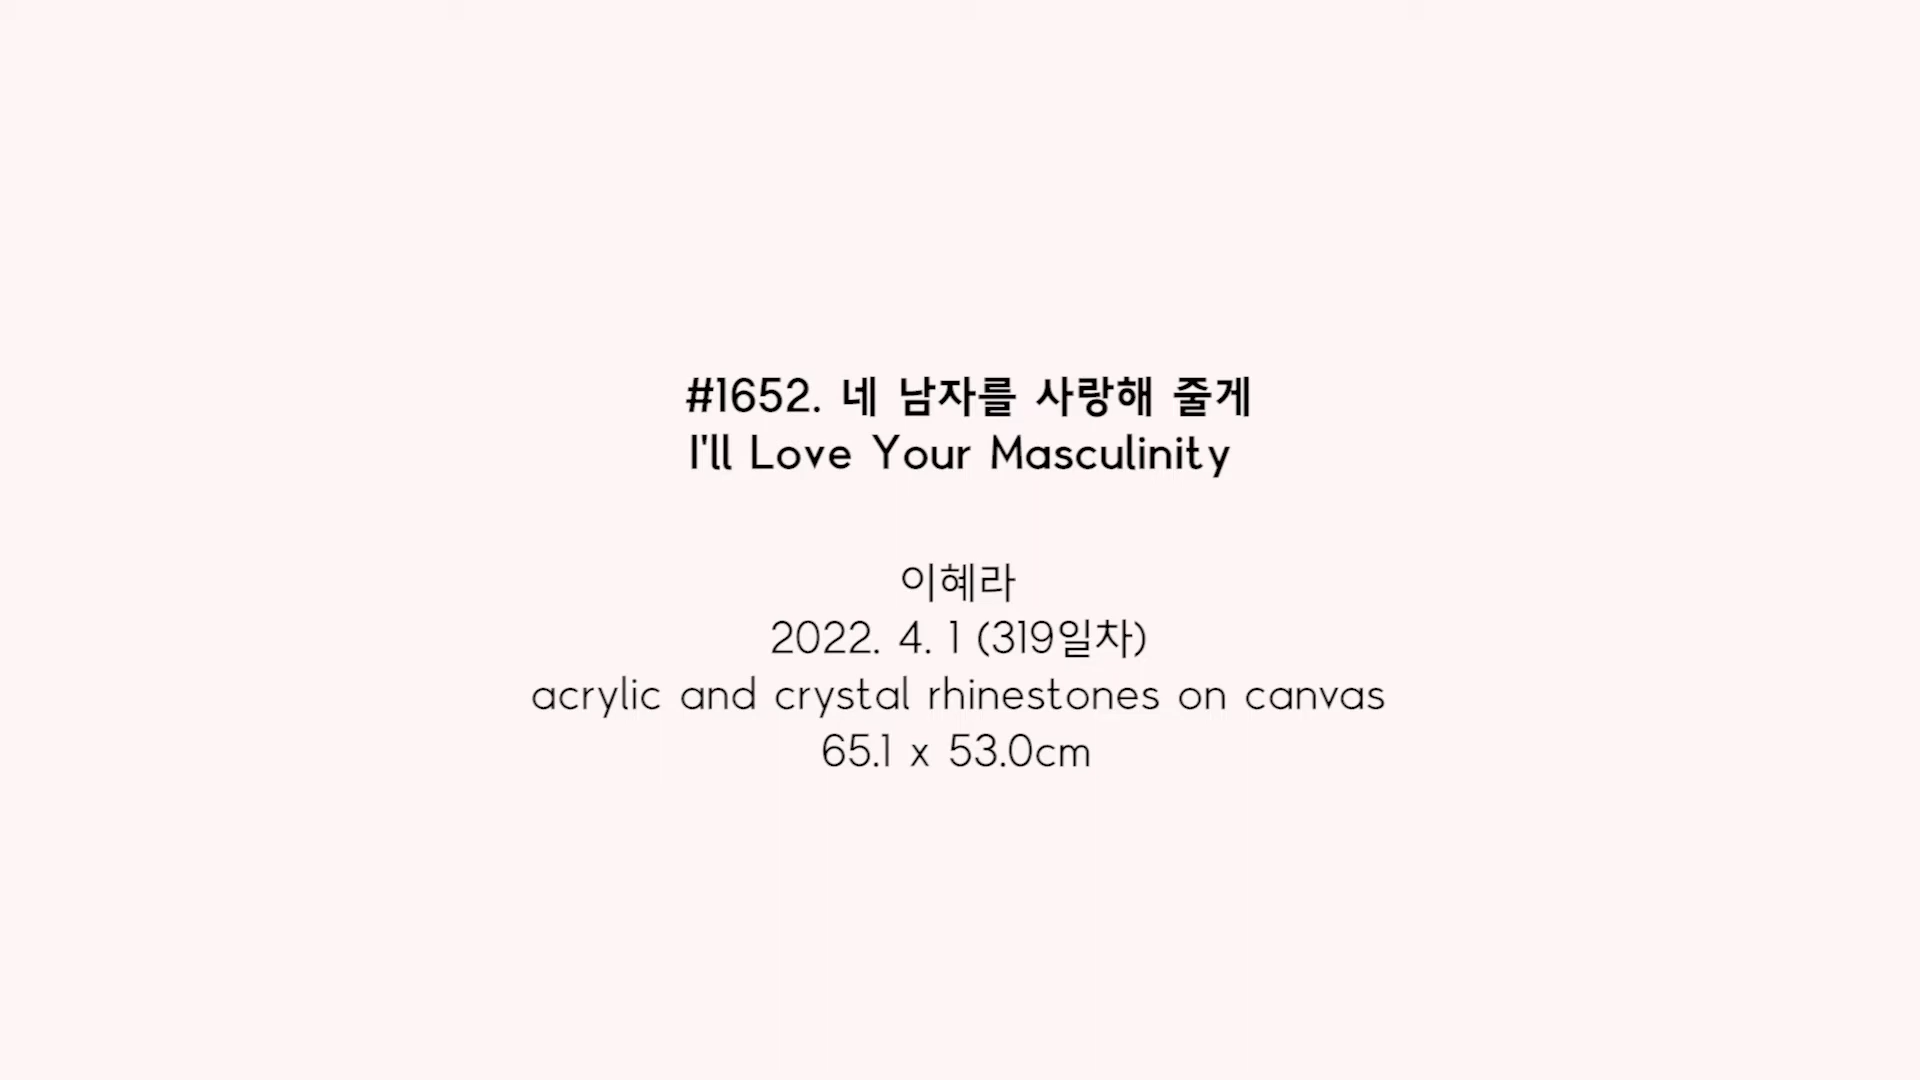 #1652. 네 남자를 사랑해 줄게
I'll Love Your Masculinity
이혜라
2022. 4. 1 (319일차)
acrylic and crystal rhinestones on canvas
65.1 x 53.0cm